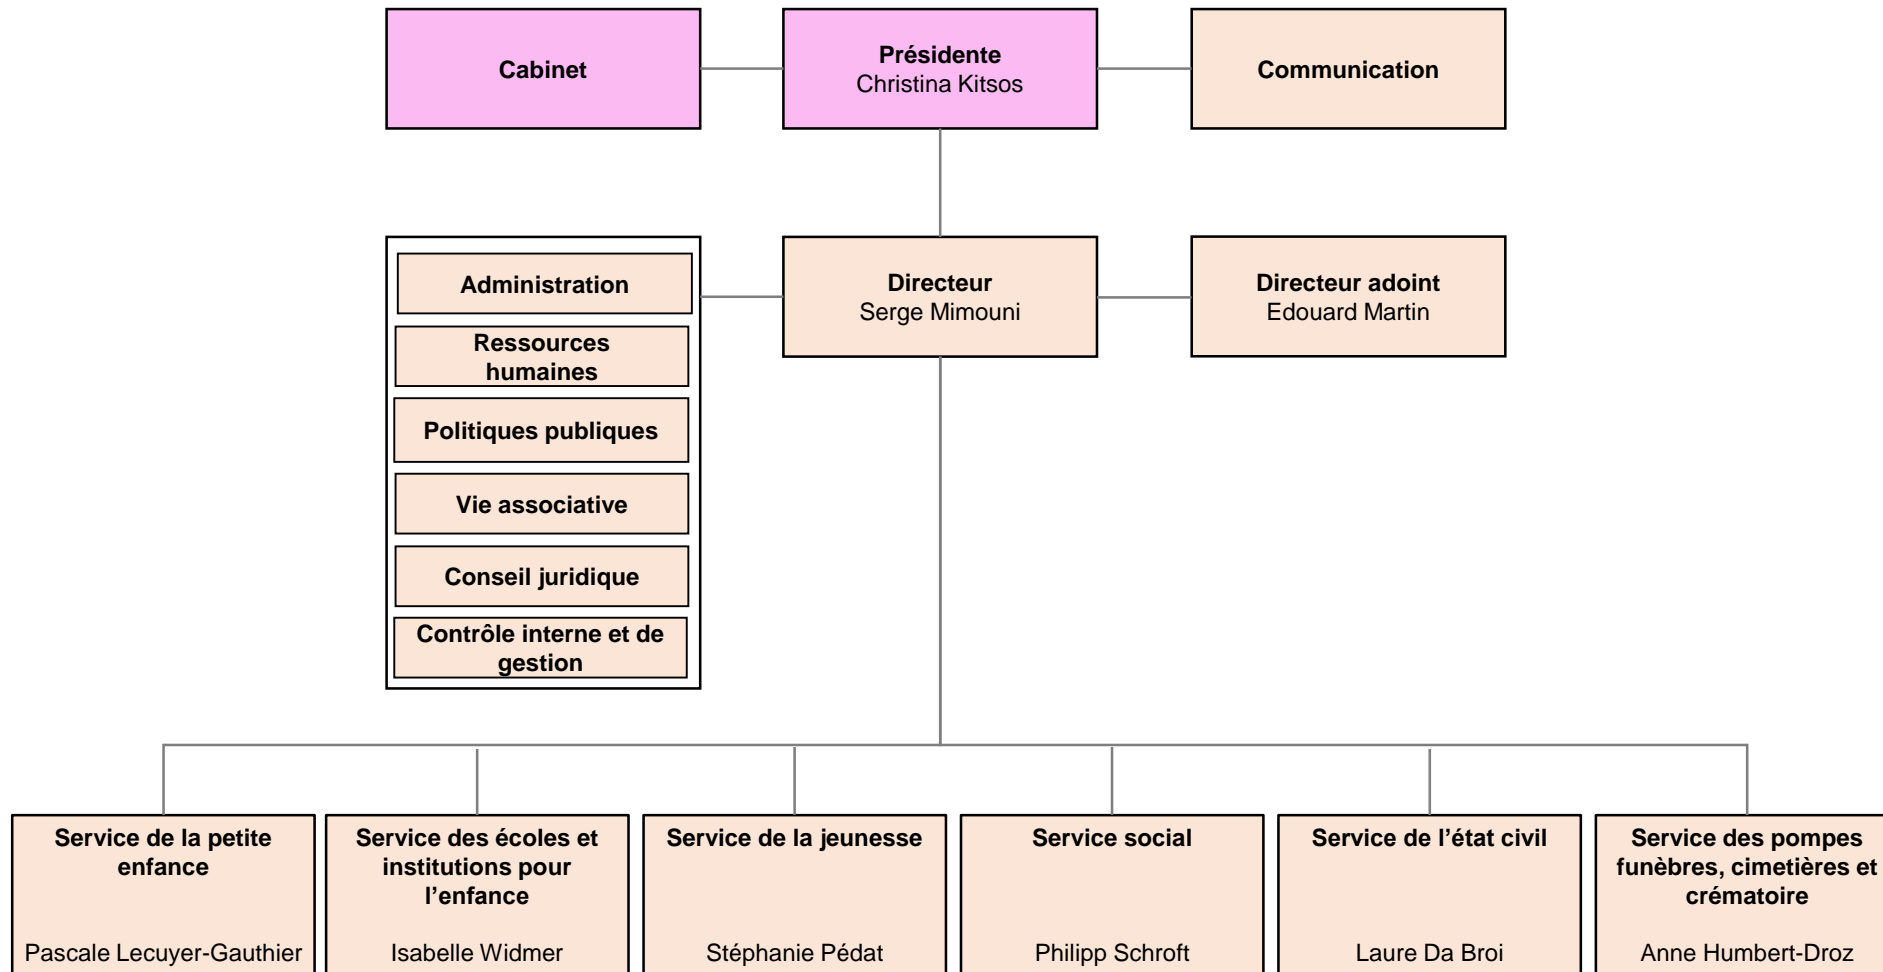 Cabinet
Présidente
Christina Kitsos
Communication
Administration
Ressources
humaines
Politiques publiques
Vie associative
Conseil juridique
Contrôle interne et de
gestion
Directeur
Serge Mimouni
Directeur adoint
Edouard Martin
Service de la petite
enfance
Pascale Lecuyer-Gauthier
Service des écoles et
institutions pour
l’enfance
Isabelle Widmer
Service de la jeunesse
Stéphanie Pédat
Service social
Philipp Schroft
Service de l’état civil
Laure Da Broi
Service des pompes
funèbres, cimetières et
crématoire
Anne Humbert-Droz